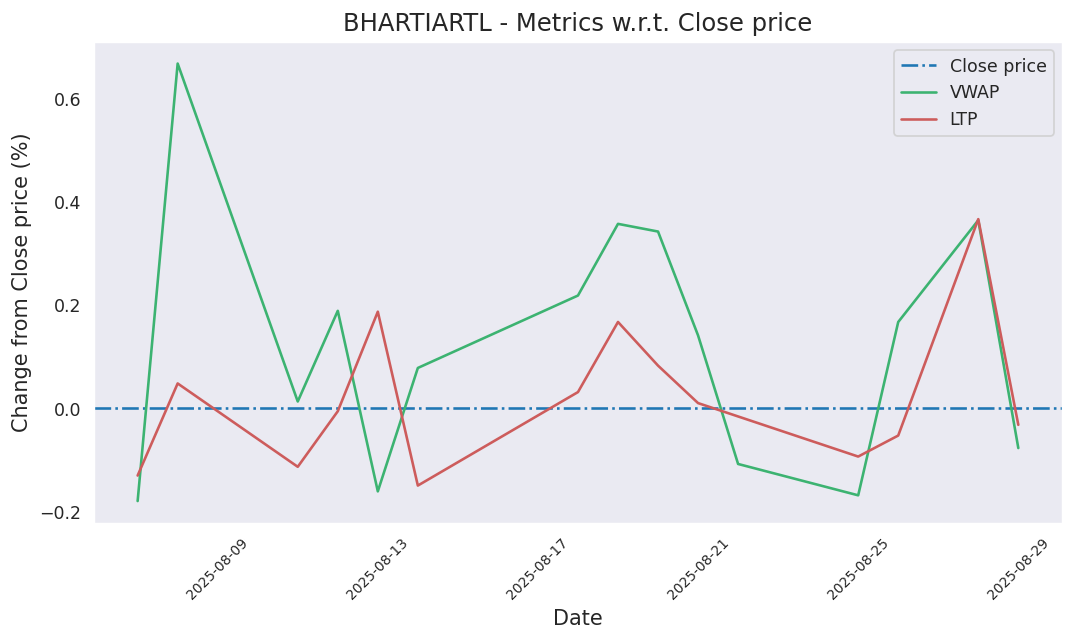 BHARTIARTL - Metrics w.r.t. Close price
Close price
VWAP
LTP
Change from Close price (%)
0.6
0.4
0.2
0.0
−0.2
2025-08-09
2025-08-13
2025-08-17
2025-08-21
2025-08-25
2025-08-29
Date